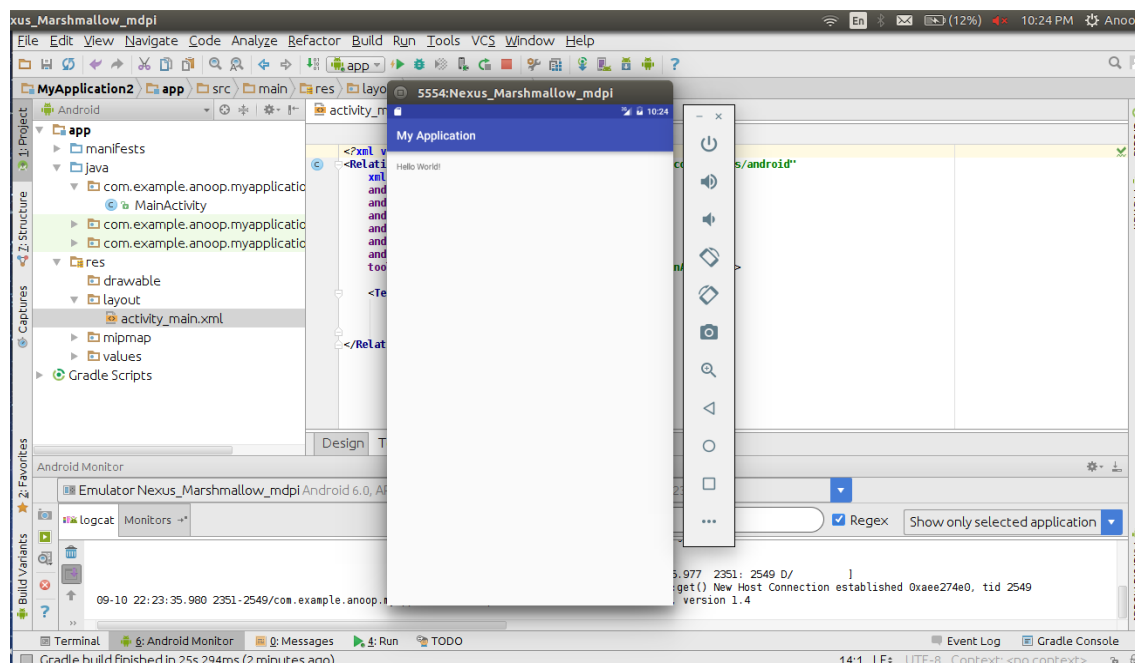 xus_Marshmallow_mdpi En (12%) 10:24 PM Anoo
File Edit View Navigate Code Analyze Refactor Build Run Tools VCS Window Help
app
MyApplication2 app src main res layo
5554:Nexus_Marshmallow_mdpi
10:24
My Application
Hello World!
1: Project
Z: Structure
Captures
2: Favorites
Build Variants
Android
app
manifests
java
com.example.anoop.myapplicatio
MainActivity
com.example.anoop.myapplicatio
com.example.anoop.myapplicatio
res
drawable
layout
activity_main.xml
mipmap
values
Gradle Scripts
activity_m
<?xml v
<Relati s/android"
xml
and
and
and
and
and
and
too >
<Te
</Relat
Design T
Android Monitor
Emulator Nexus_Marshmallow_mdpi Android 6.0, AP
logcat Monitors
Regex Show only selected application
5.977 2351: 2549 D/ ]
:get() New Host Connection established 0xaee274e0, tid 2549
09-10 22:23:35.980 2351-2549/com.example.anoop.m , version 1.4
Terminal 6: Android Monitor 0: Messages 4: Run TODO Event Log Gradle Console
Gradle build finished in 25s 294ms (2 minutes ago) 14:1 LF UTF-8 Context: <no context>